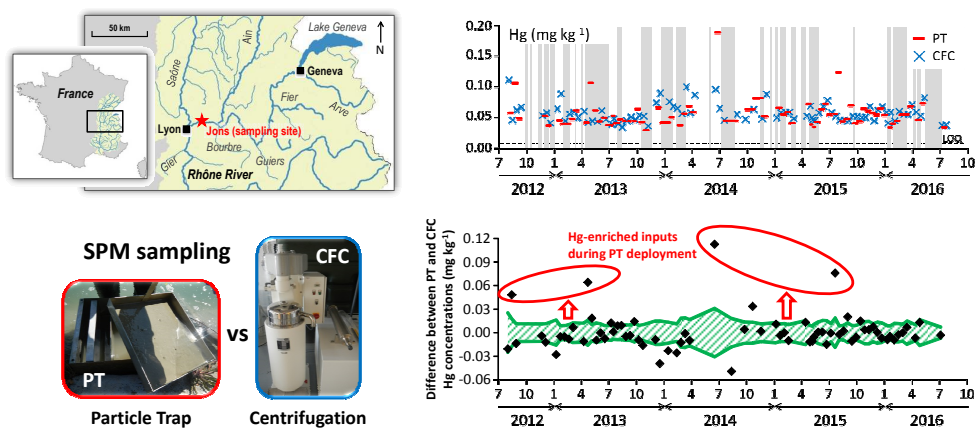 50 km
Lake Geneva
N
Ain
Saône
Geneva
France
Fier
Arve
Lyon
Jons (sampling site)
Bourbre
Guiers
Gier
Rhône River
Hg (mg kg-1)
PT
CFC
0.20
0.15
0.10
0.05
0.00
LOQ
7 10 1 4 7 10 1 4 7 10 1 4 7 10 1 4 7 10
2012 2013 2014 2015 2016
SPM sampling
PT
vs
CFC
Particle Trap
Centrifugation
Difference between PT and CFC
Hg concentrations (mg kg-1)
Hg-enriched inputs
during PT deployment
0.12
0.09
0.06
0.03
0.00
-0.03
-0.06
7 10 1 4 7 10 1 4 7 10 1 4 7 10 1 4 7 10
2012 2013 2014 2015 2016